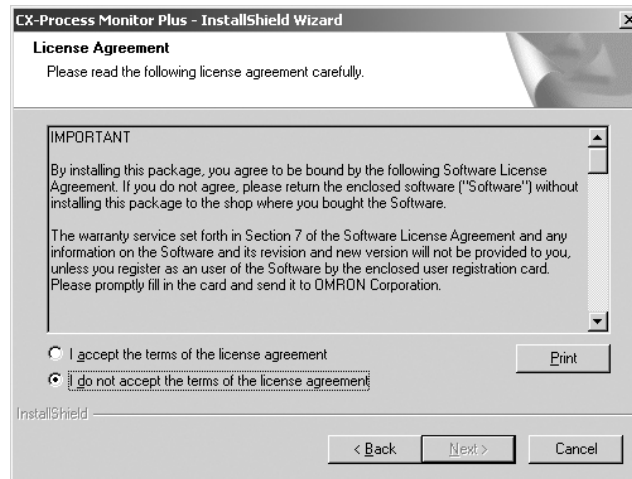 CX-Process Monitor Plus - InstallShield Wizard
License Agreement
Please read the following license agreement carefully.
IMPORTANT
By installing this package, you agree to be bound by the following Software License
Agreement. If you do not agree, please return the enclosed software ("Software") without
installing this package to the shop where you bought the Software.
The warranty service set forth in Section 7 of the Software License Agreement and any
information on the Software and its revision and new version will not be provided to you,
unless you register as an user of the Software by the enclosed user registration card.
Please promptly fill in the card and send it to OMRON Corporation.
I accept the terms of the license agreement
Print
I do not accept the terms of the license agreement
InstallShield
< Back
Next >
Cancel